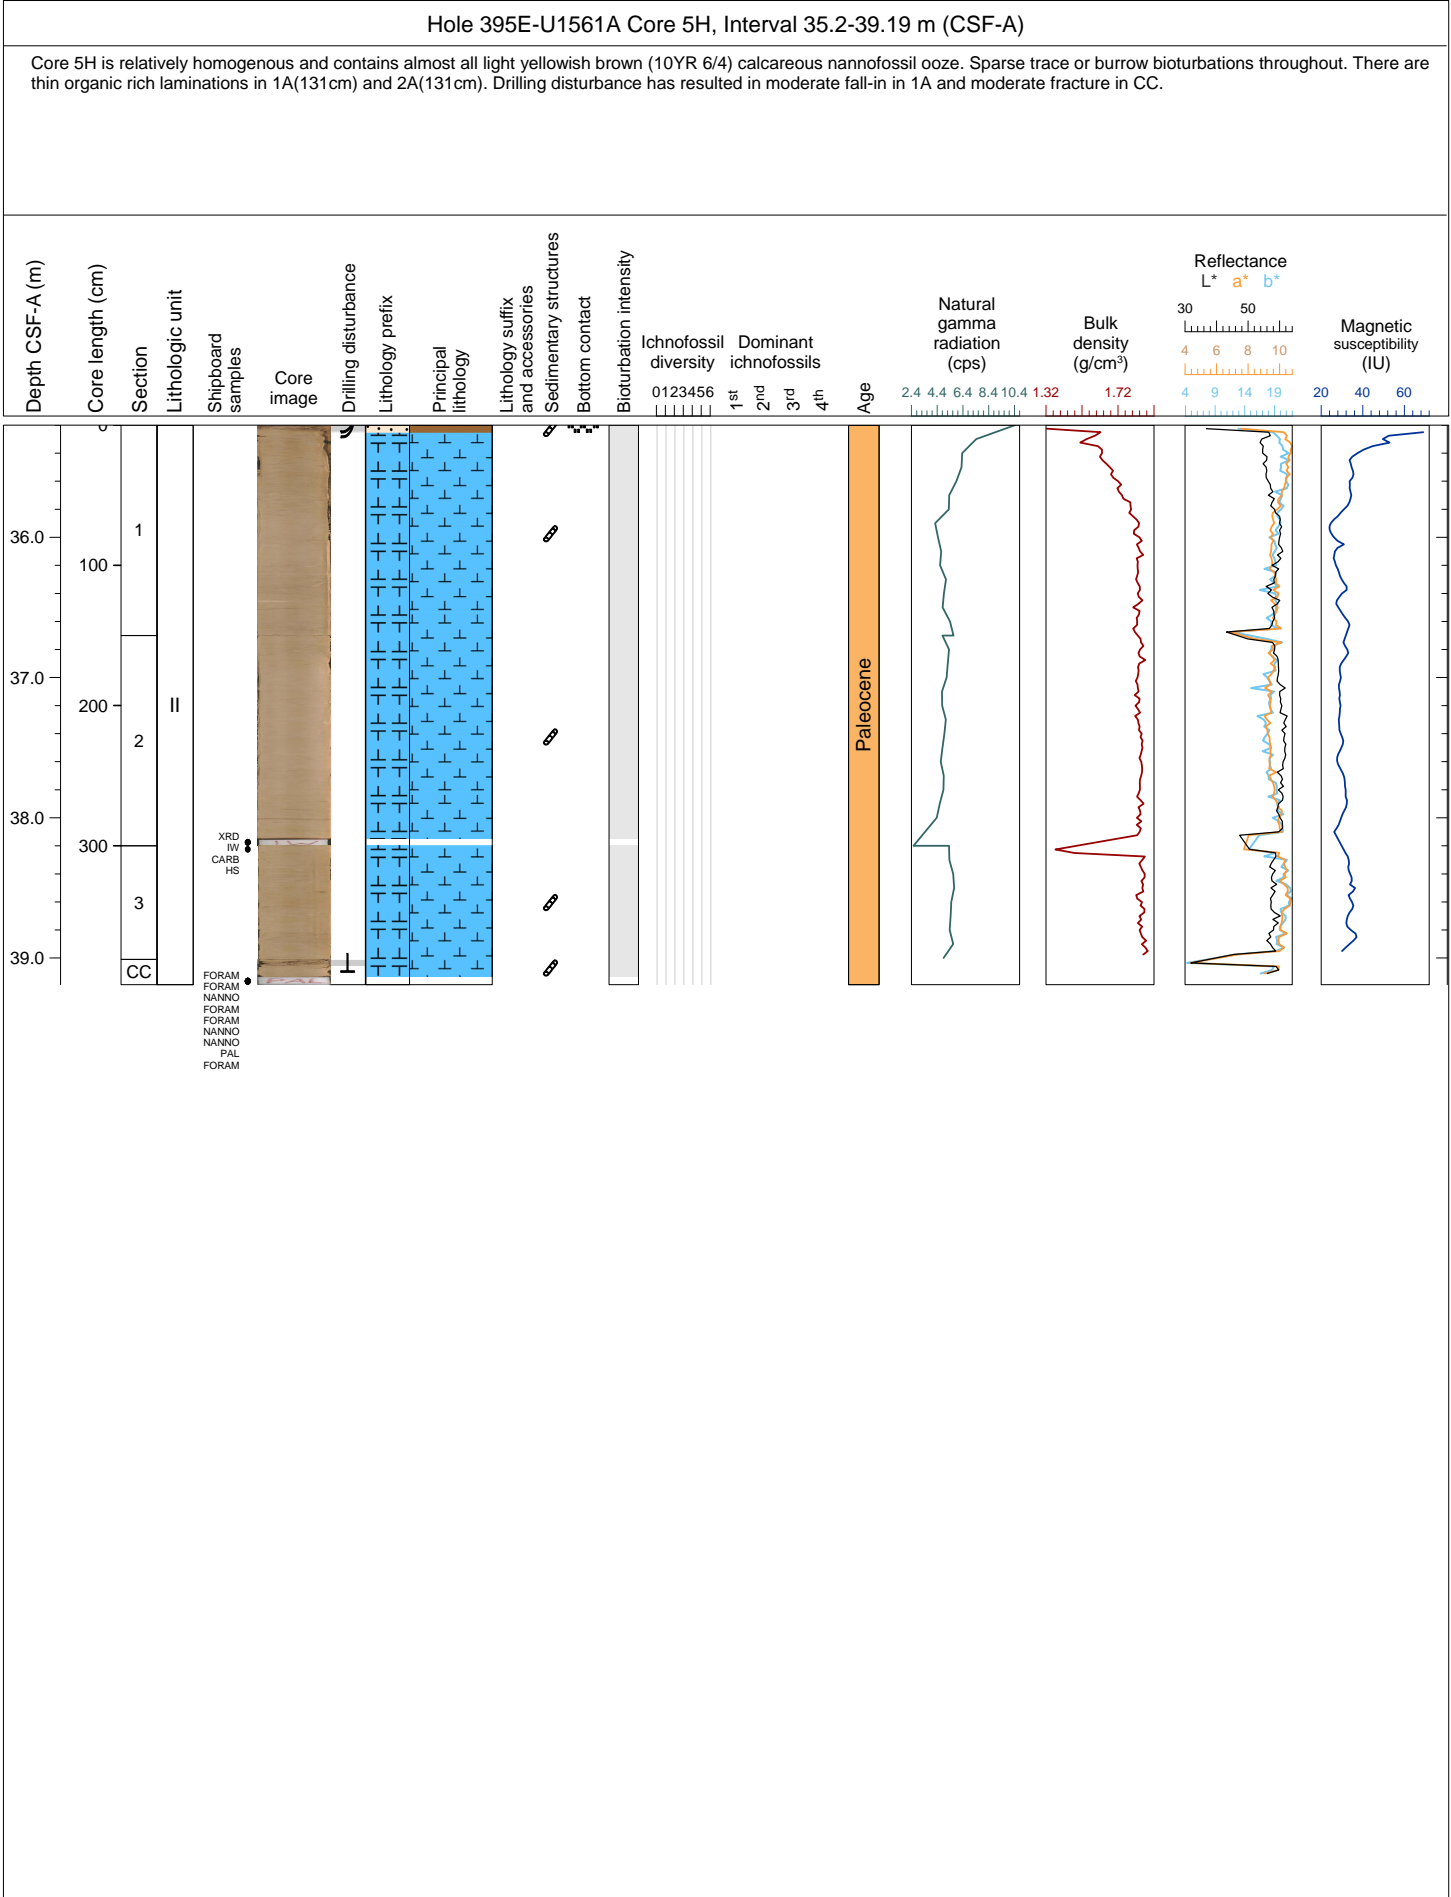 Hole 395E-U1561A Core 5H, Interval 35.2-39.19 m (CSF-A)
Core 5H is relatively homogenous and contains almost all light yellowish brown (10YR 6/4) calcareous nannofossil ooze. Sparse trace or burrow bioturbations throughout. There are
thin organic rich laminations in 1A(131cm) and 2A(131cm). Drilling disturbance has resulted in moderate fall-in in 1A and moderate fracture in CC.
Depth CSF-A (m)
Core length (cm)
Section
Lithologic unit
Shipboard
samples
Core
image
Drilling disturbance
Lithology prefix
Principal
lithology
Lithology suffix
and accessories
Sedimentary structures
Bottom contact
Bioturbation intensity
Ichnofossil
diversity
0123456
Dominant
ichnofossils
1st
2nd
3rd
4th
Age
Natural
gamma
radiation
(cps)
2.4 4.4 6.4 8.4 10.4
Bulk
density
(g/cm³)
1.32 1.72
Reflectance
L* a* b*
30 50
4 6 8 10
4 9 14 19
Magnetic
susceptibility
(IU)
20 40 60
0
36.0
100
37.0
200
38.0
300
39.0
1
2
3
CC
II
XRD
IW
CARB
HS
FORAM
FORAM
NANNO
FORAM
FORAM
NANNO
NANNO
PAL
FORAM
Paleocene